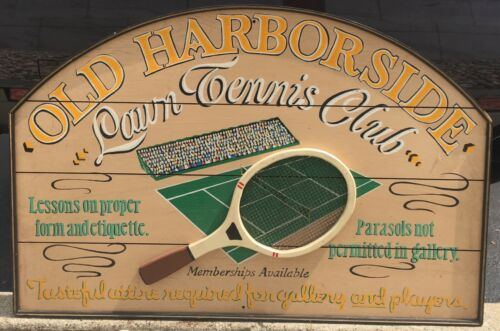 OLD HARBORSIDE
Lawn Tennis Club
Lessons on proper
form and etiquette.
Parasols not
permitted in gallery.
Memberships Available
Tasteful attire required for gallery and players.